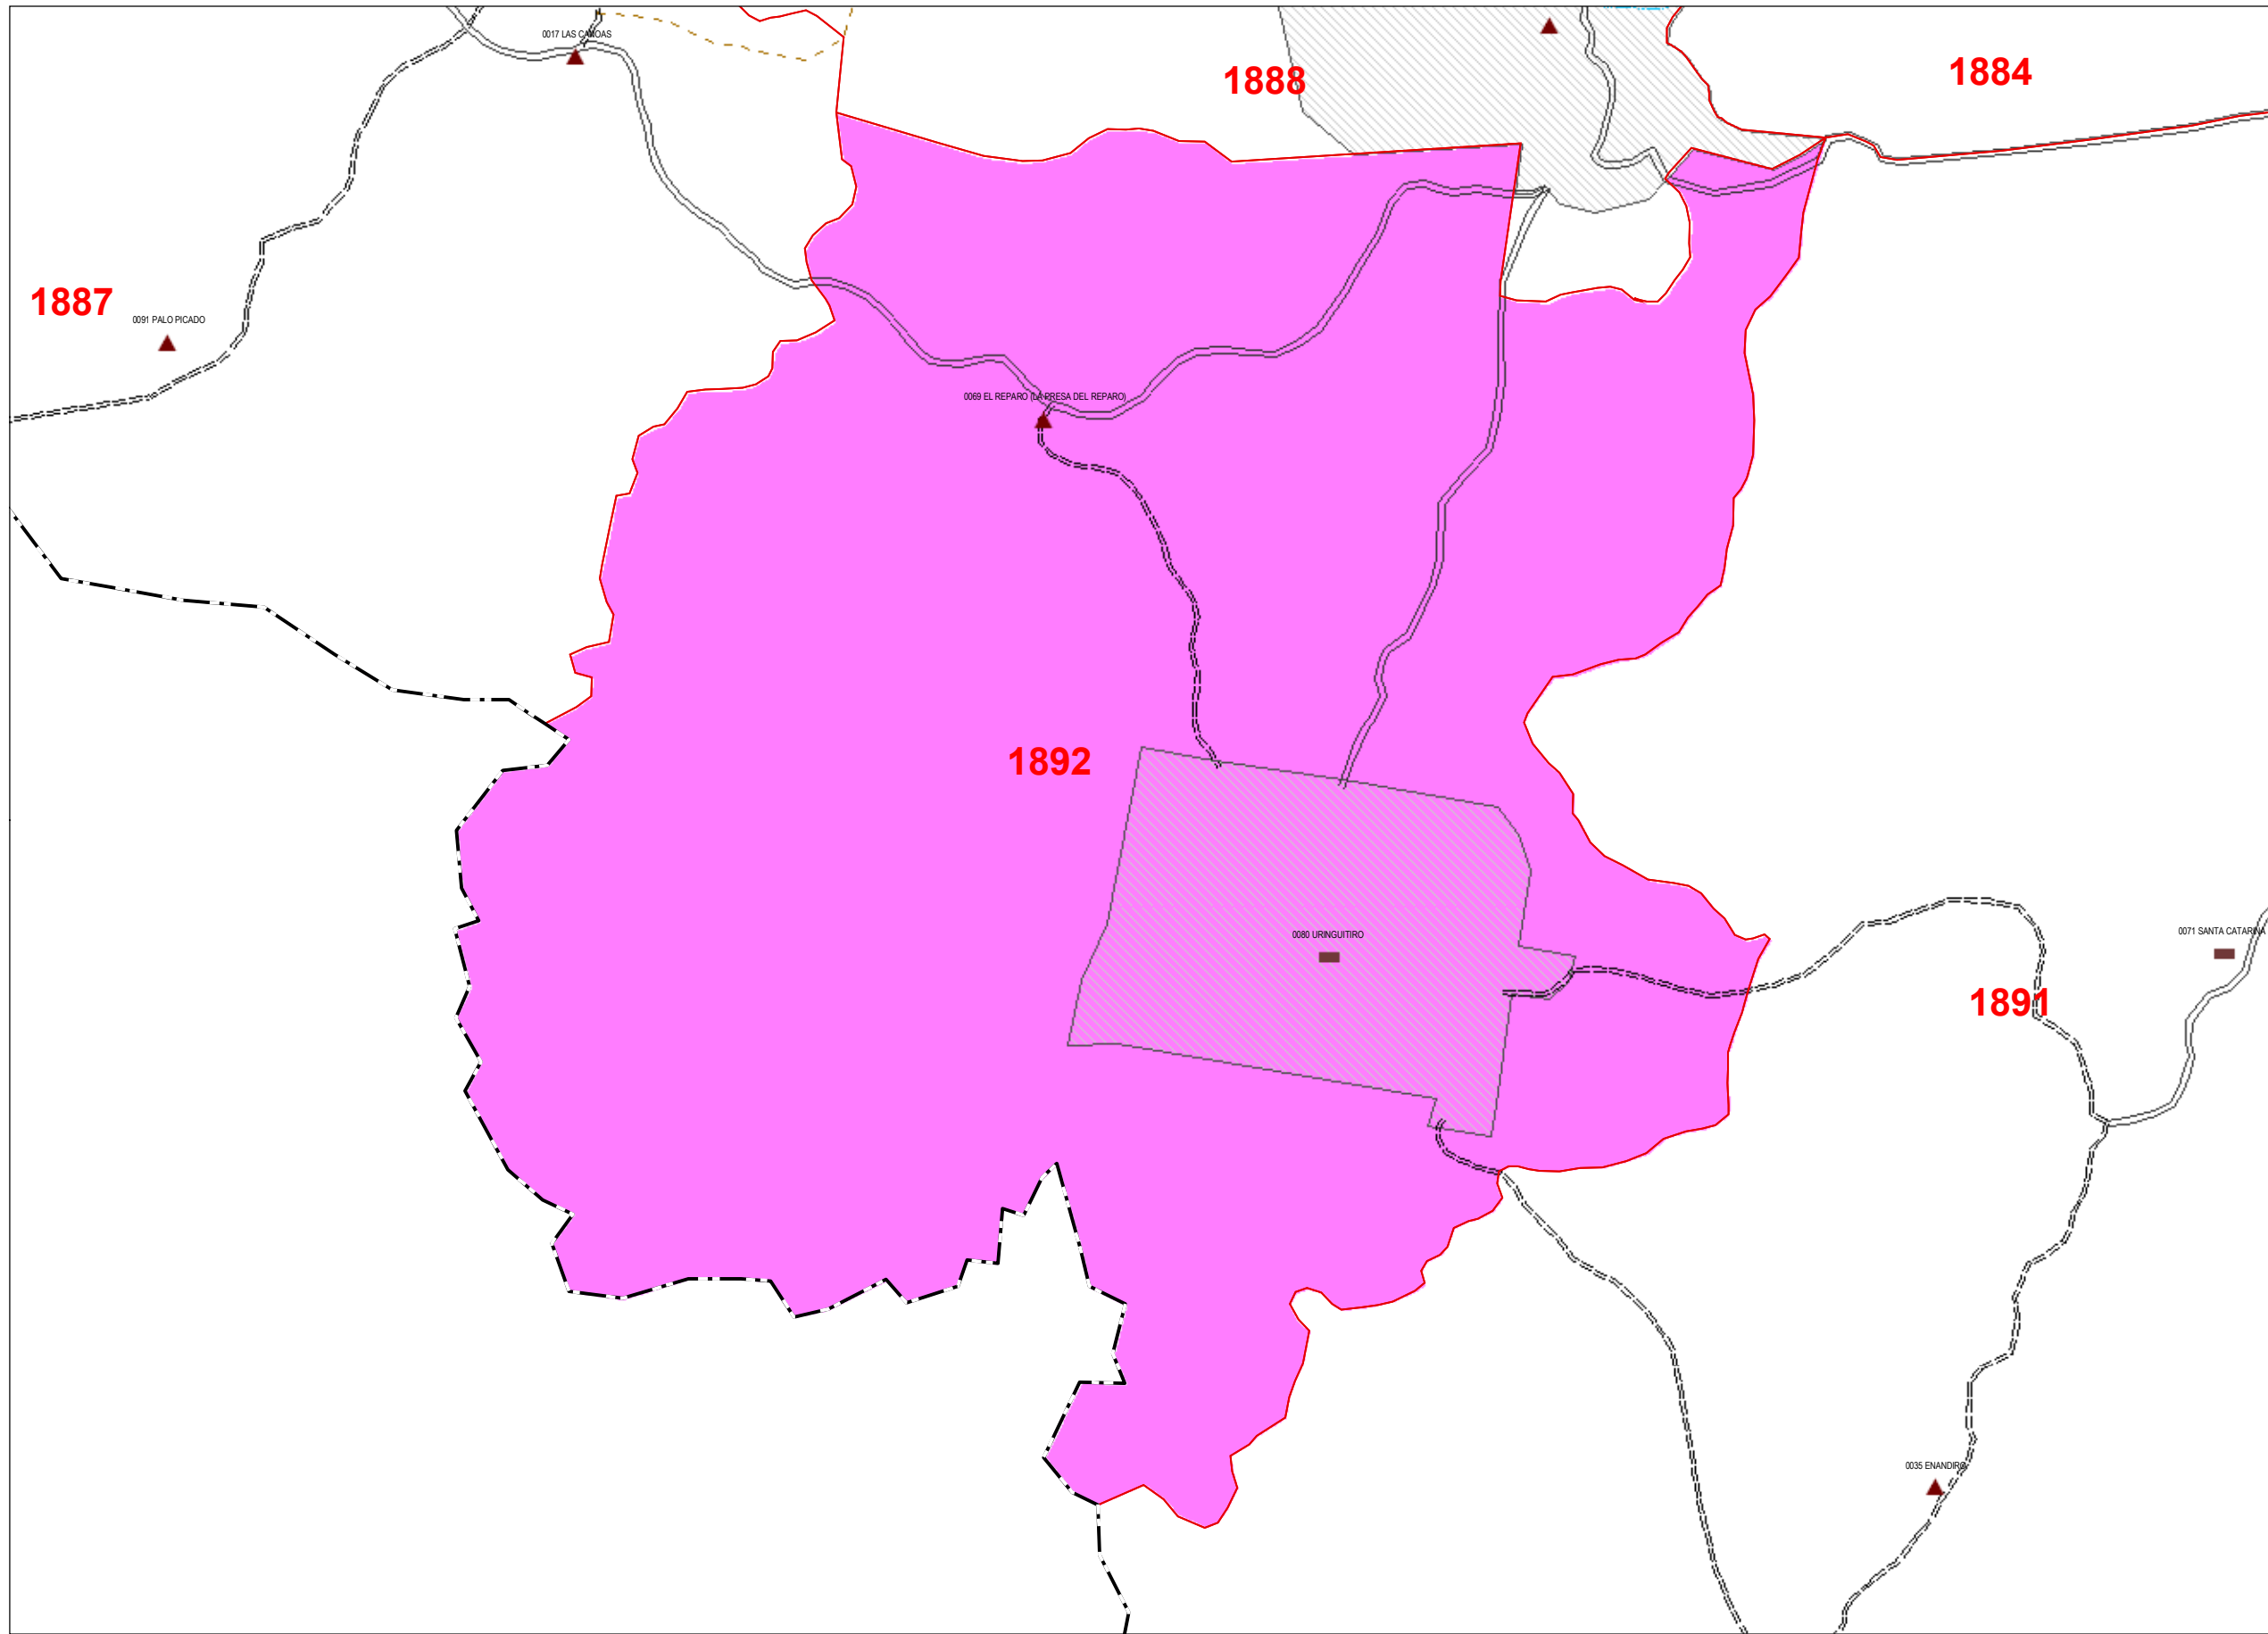 0017 LAS CANOAS
1888
1884
1887
0091 PALO PICADO
0069 EL REPARO (LA PRESA DEL REPARO)
1892
0080 URINGUITIRO
0071 SANTA CATARINA
1891
0035 ENANDIRO